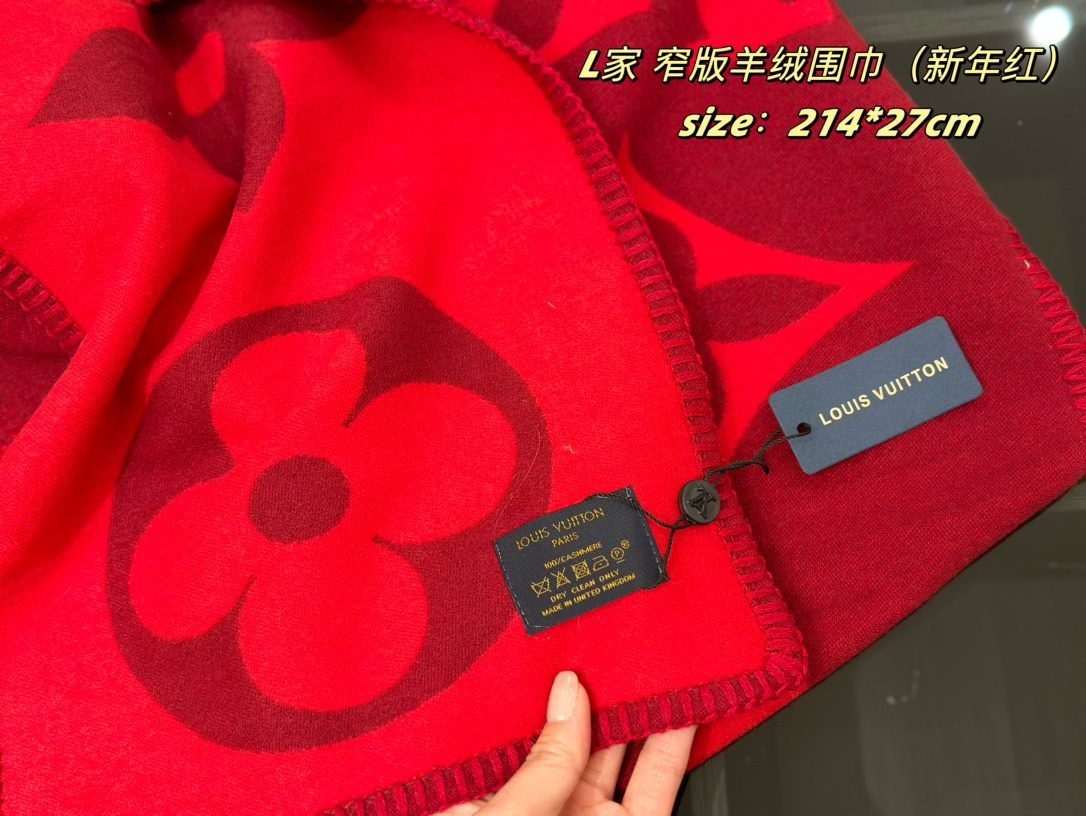 L家 窄版羊绒围巾（新年红）
size：214*27cm
LOUIS VUITTON
LOUIS VUITTON
PARIS
100%CASHMERE
DRY CLEAN ONLY
MADE IN UNITED KINGDOM